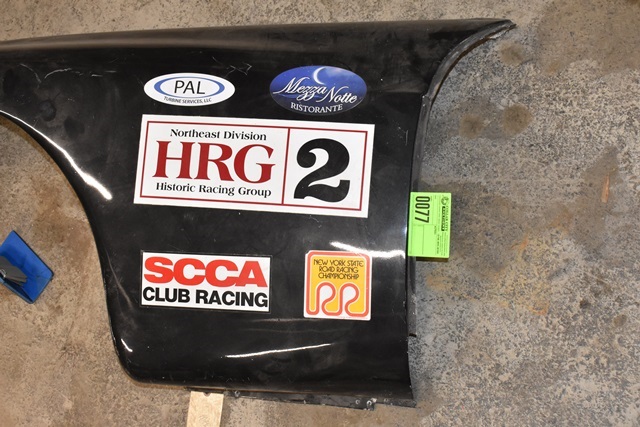 PAL
TURBINE SERVICES, LLC
Mezza Notte
RISTORANTE
Northeast Division
HRG
Historic Racing Group
2
0077
SCCA
CLUB RACING
NEW YORK STATE
ROAD RACING
CHAMPIONSHIP